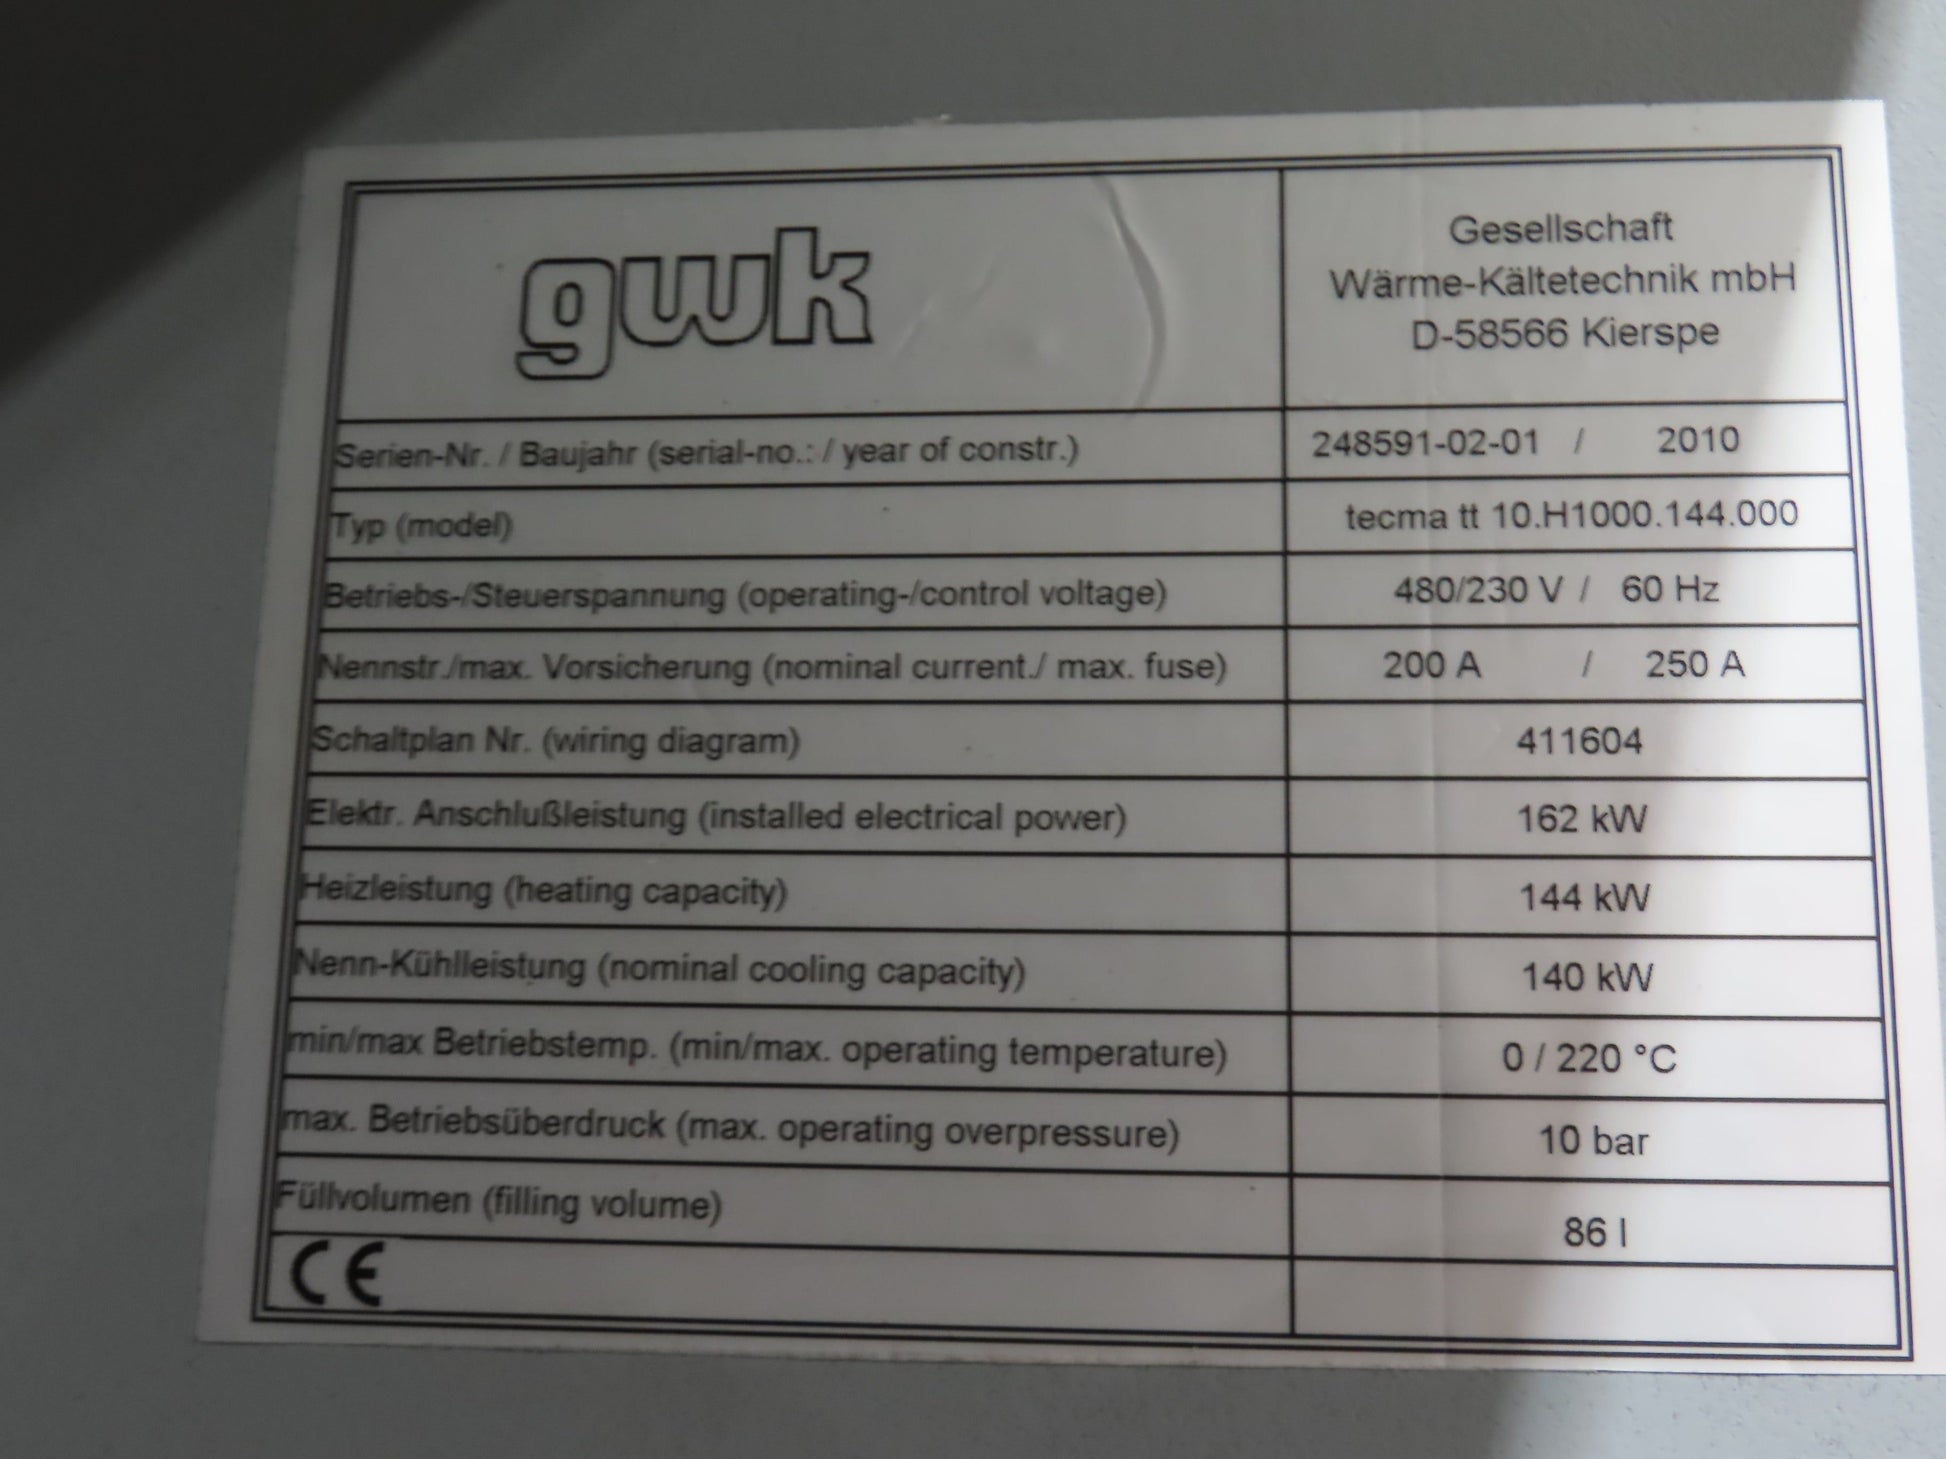 gwk
Gesellschaft
Wärme-Kältetechnik mbH
D-58566 Kierspe
Serien-Nr. / Baujahr (serial-no.: / year of constr.) 248591-02-01 / 2010
Typ (model) tecma tt 10.H1000.144.000
Betriebs-/Steuerspannung (operating-/control voltage) 480/230 V / 60 Hz
Nennstr./max. Vorsicherung (nominal current./ max. fuse) 200 A / 250 A
Schaltplan Nr. (wiring diagram) 411604
Elektr. Anschlußleistung (installed electrical power) 162 kW
Heizleistung (heating capacity) 144 kW
Nenn-Kühlleistung (nominal cooling capacity) 140 kW
min/max Betriebstemp. (min/max. operating temperature) 0 / 220 °C
max. Betriebsüberdruck (max. operating overpressure) 10 bar
Füllvolumen (filling volume) 86 l
CE